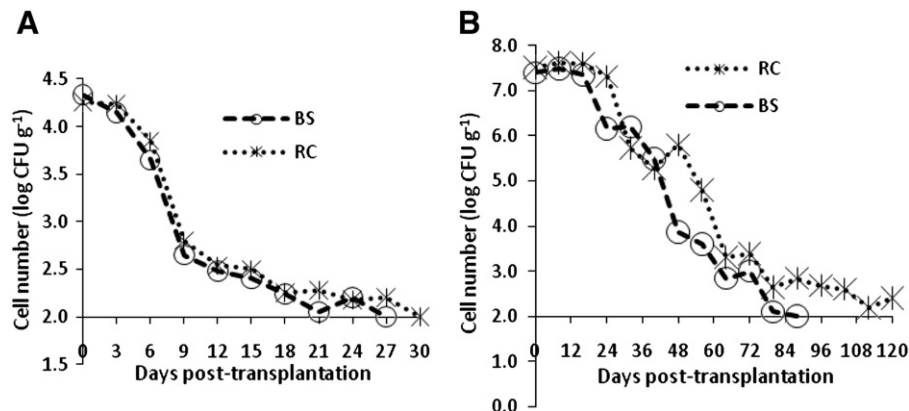 A
4.5
4.0
3.5
3.0
2.5
2.0
1.5
Cell number (log CFU g-1)
BS
RC
0 3 6 9 12 15 18 21 24 27 30
Days post-transplantation
B
8.0
7.0
6.0
5.0
4.0
3.0
2.0
1.0
0.0
Cell number (log CFU g-1)
RC
BS
0 12 24 36 48 60 72 84 96 108 120
Days post-transplantation